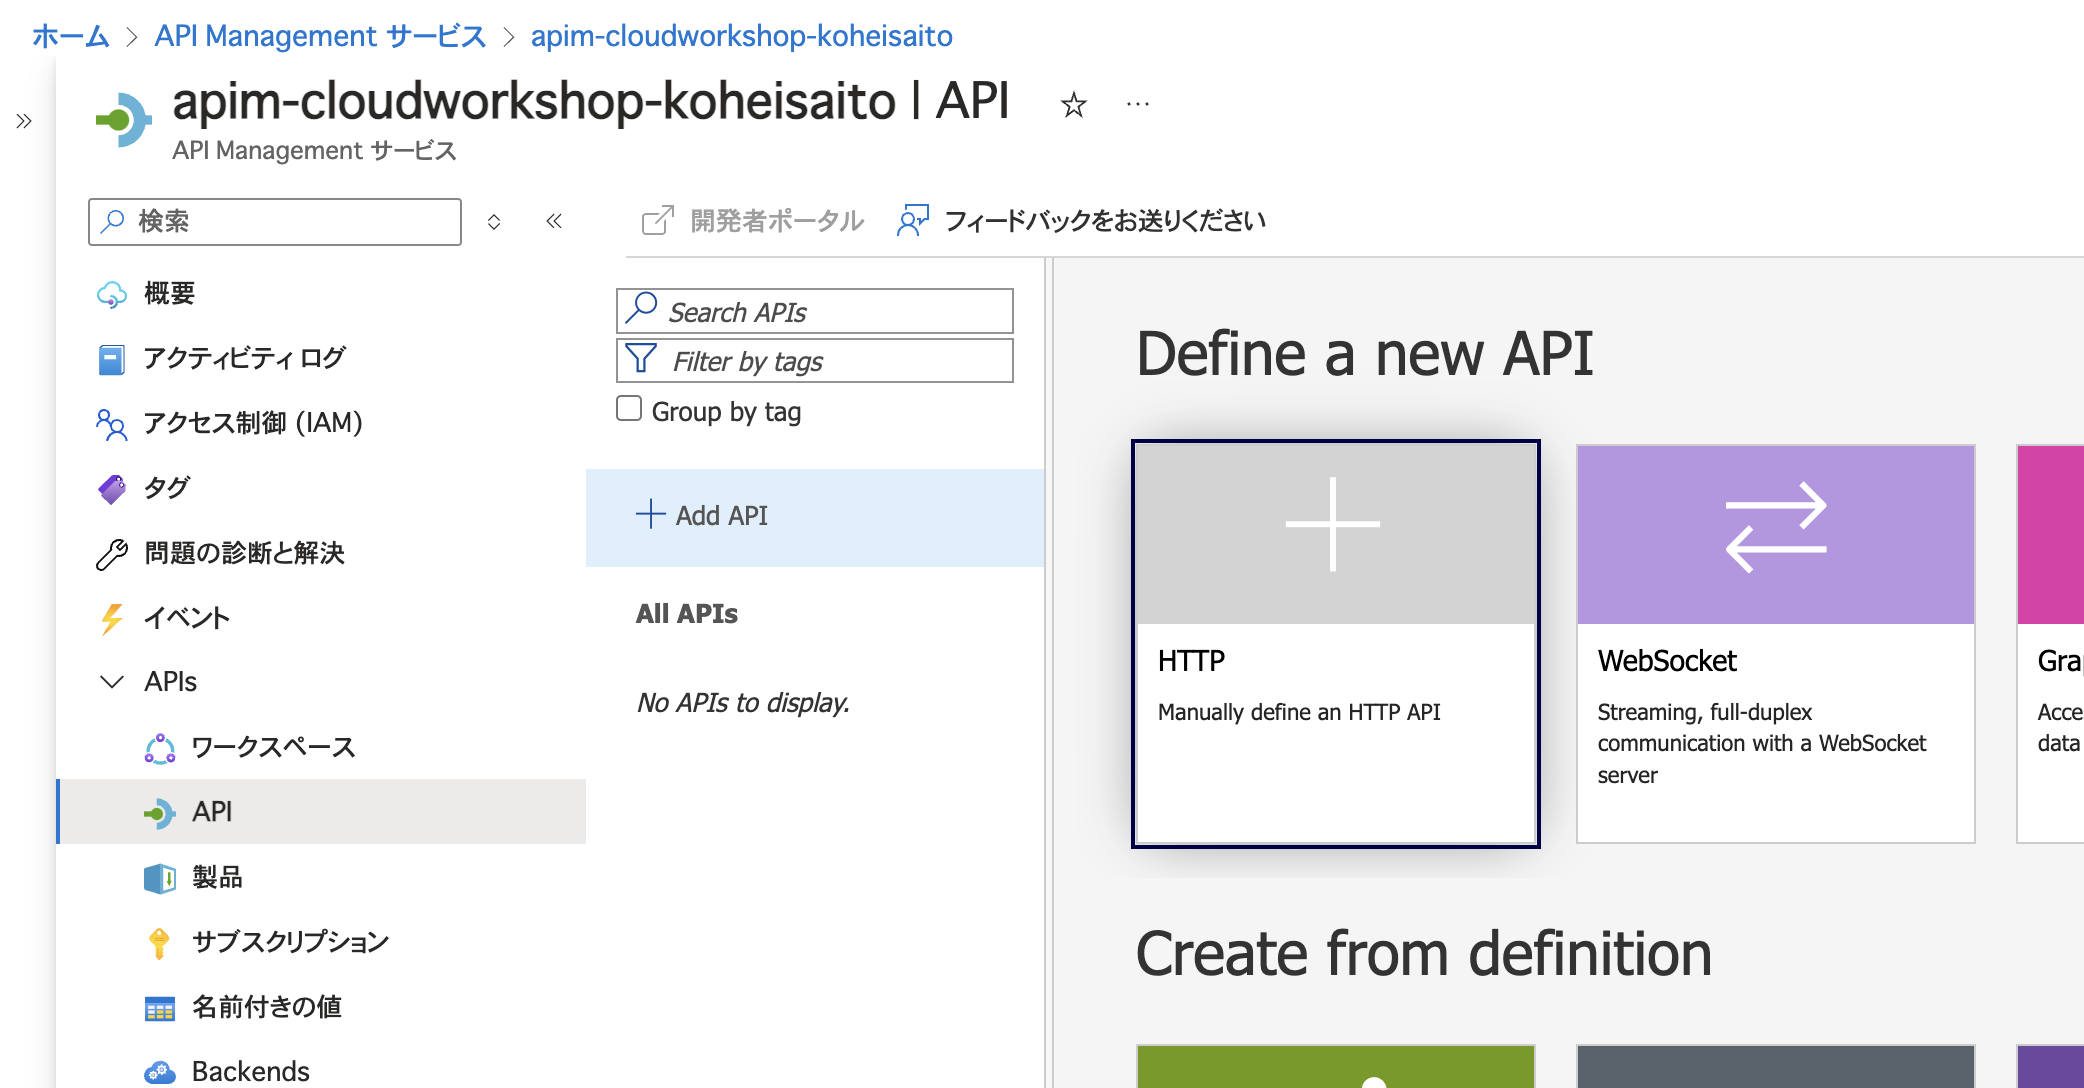 ホーム > API Management サービス > apim-cloudworkshop-koheisaito
apim-cloudworkshop-koheisaito | API
API Management サービス
検索
概要
アクティビティ ログ
アクセス制御 (IAM)
タグ
問題の診断と解決
イベント
APIs
ワークスペース
API
製品
サブスクリプション
名前付きの値
Backends
開発者ポータル フィードバックをお送りください
Search APIs
Filter by tags
Group by tag
Add API
All APIs
No APIs to display.
Define a new API
HTTP
Manually define an HTTP API
WebSocket
Streaming, full-duplex
communication with a WebSocket
server
data
Create from definition